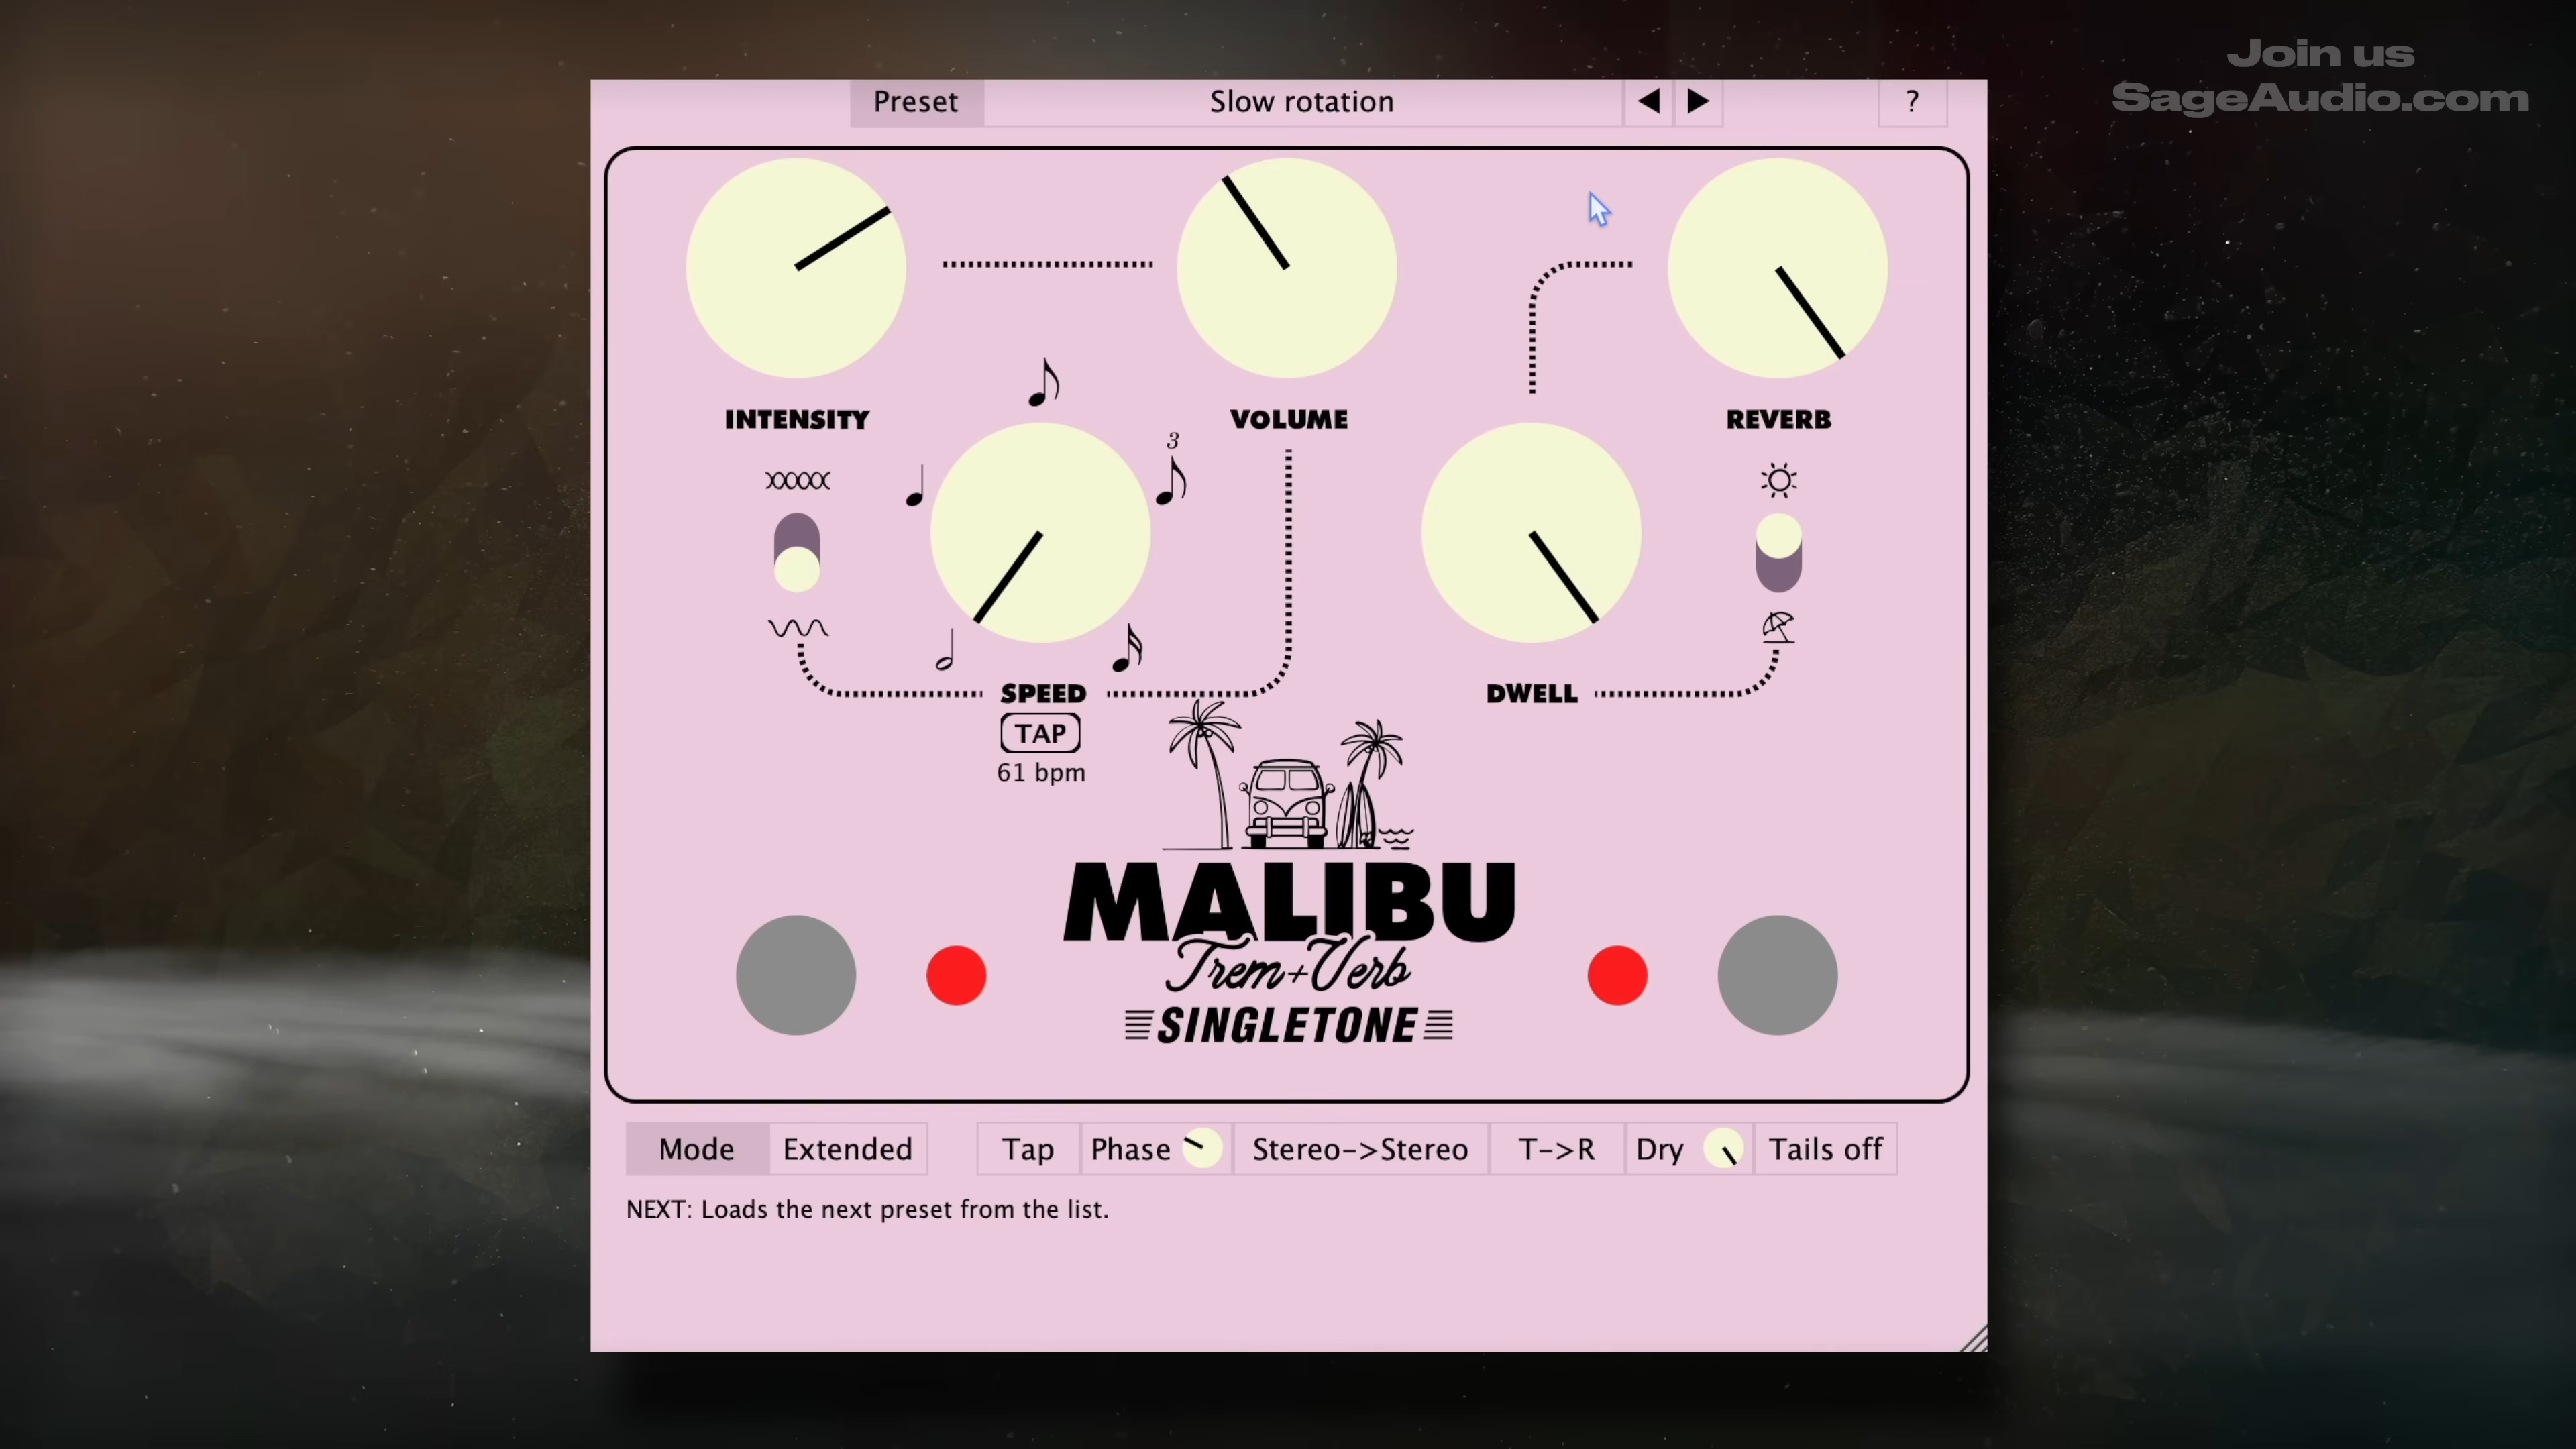 Join us
SageAudio.com
Preset Slow rotation ?
INTENSITY VOLUME REVERB
3
SPEED DWELL
TAP
61 bpm
MALIBU
Trem+Verb
SINGLETONE
Mode Extended Tap Phase Stereo->Stereo T->R Dry Tails off
NEXT: Loads the next preset from the list.